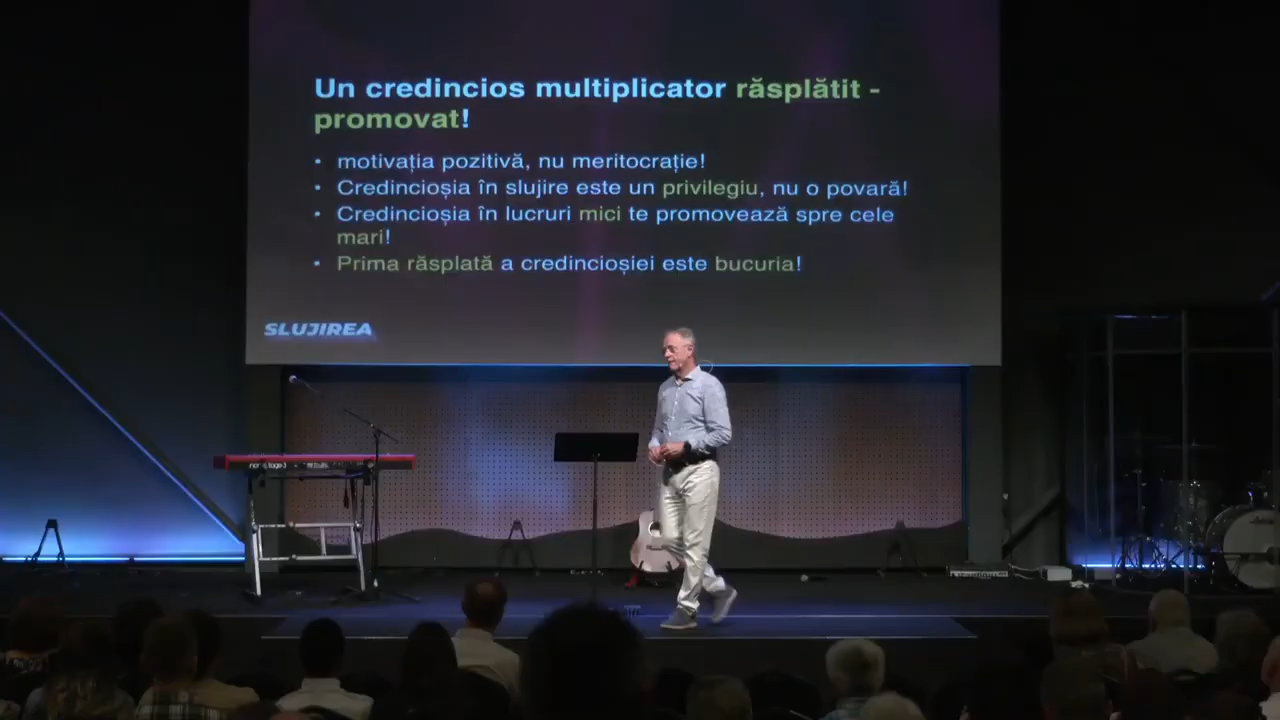 Un credincios multiplicator răsplătit -
promovat!
• motivația pozitivă, nu meritocrație!
• Credincioșia în slujire este un privilegiu, nu o povară!
• Credincioșia în lucruri mici te promovează spre cele
mari!
• Prima răsplată a credincioșiei este bucuria!
SLUJIREA